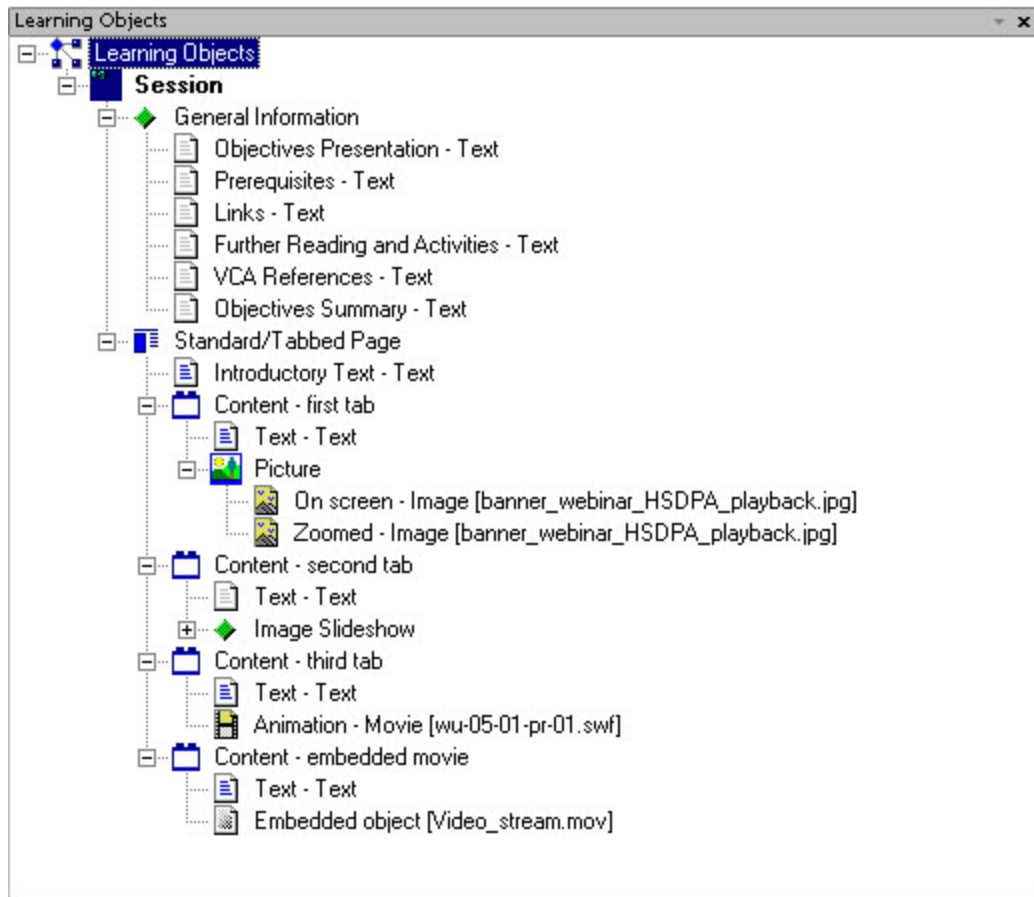 Learning Objects
Learning Objects
Session
General Information
Objectives Presentation - Text
Prerequisites - Text
Links - Text
Further Reading and Activities - Text
VCA References - Text
Objectives Summary - Text
Standard/Tabbed Page
Introductory Text - Text
Content - first tab
Text - Text
Picture
On screen - Image [banner_webinar_HSDPA_playback.jpg]
Zoomed - Image [banner_webinar_HSDPA_playback.jpg]
Content - second tab
Text - Text
Image Slideshow
Content - third tab
Text - Text
Animation - Movie [wu-05-01-pr-01.swf]
Content - embedded movie
Text - Text
Embedded object [Video_stream.mov]